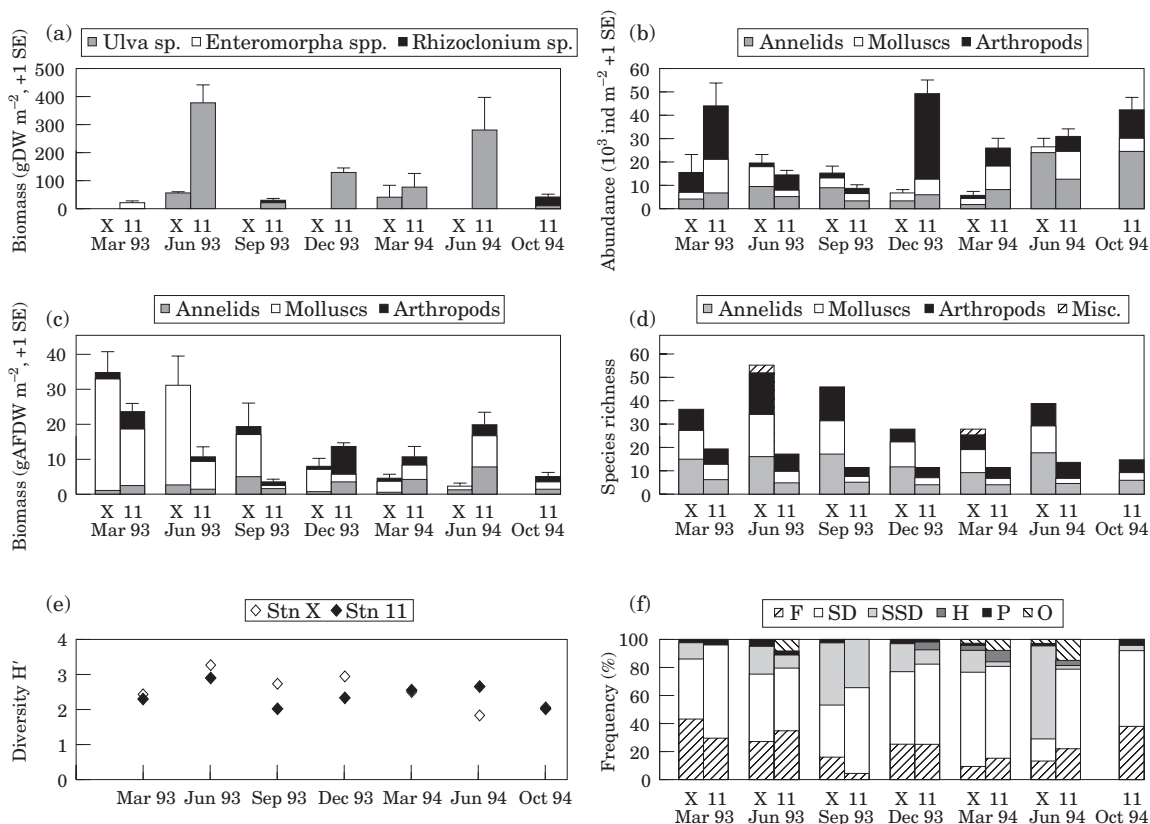 (a)
Ulva sp. Enteromorpha spp. Rhizoclonium sp.
Biomass (gDW m⁻², +1 SE)
500
400
300
200
100
0
X 11 X 11 X 11 X 11 X 11 X 11 11
Mar 93 Jun 93 Sep 93 Dec 93 Mar 94 Jun 94 Oct 94
(b)
Annelids Molluscs Arthropods
Abundance (10³ ind m⁻² +1 SE)
60
50
40
30
20
10
0
X 11 X 11 X 11 X 11 X 11 X 11 11
Mar 93 Jun 93 Sep 93 Dec 93 Mar 94 Jun 94 Oct 94
(c)
Annelids Molluscs Arthropods
Biomass (gAFDW m⁻², +1 SE)
40
30
20
10
0
X 11 X 11 X 11 X 11 X 11 X 11 11
Mar 93 Jun 93 Sep 93 Dec 93 Mar 94 Jun 94 Oct 94
(d)
Annelids Molluscs Arthropods Misc.
Species richness
60
50
40
30
20
10
0
X 11 X 11 X 11 X 11 X 11 X 11 11
Mar 93 Jun 93 Sep 93 Dec 93 Mar 94 Jun 94 Oct 94
(e)
Stn X Stn 11
Diversity H′
4
3
2
1
0
Mar 93 Jun 93 Sep 93 Dec 93 Mar 94 Jun 94 Oct 94
(f)
F SD SSD H P O
Frequency (%)
100
80
60
40
20
0
X 11 X 11 X 11 X 11 X 11 X 11 11
Mar 93 Jun 93 Sep 93 Dec 93 Mar 94 Jun 94 Oct 94